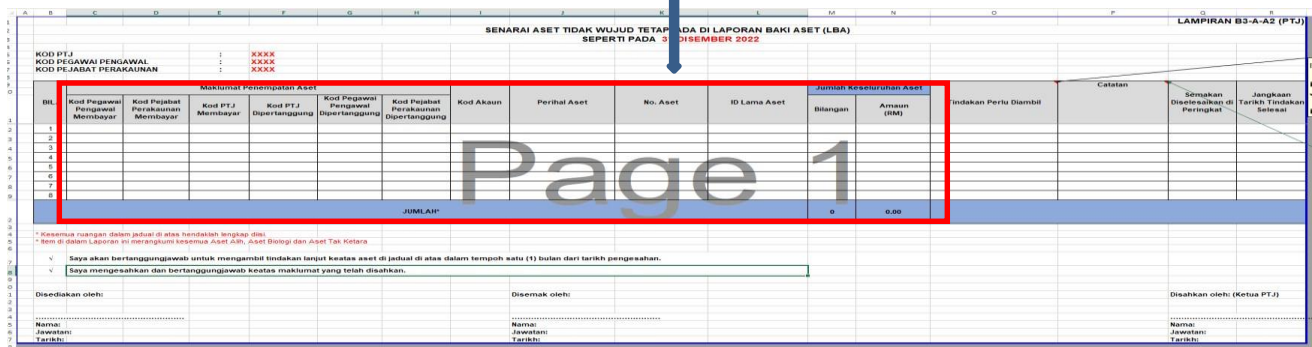 LAMPIRAN B3-A-A2 (PTJ)
SENARAI ASET TIDAK WUJUD TETAP ADA DI LAPORAN BAKI ASET (LBA)
SEPERTI PADA 31 DISEMBER 2022
KOD PTJ : XXXX
KOD PEGAWAI PENGAWAL : XXXX
KOD PEJABAT PERAKAUNAN : XXXX
Maklumat Penempatan Aset Jumlah Keseluruhan Aset Catatan
BIL. Kod Pegawai Pengawal Membayar Kod Pejabat Perakaunan Membayar Kod PTJ Membayar Kod PTJ Dipertanggung Kod Pegawai Pengawal Dipertanggung Kod Pejabat Perakaunan Dipertanggung Kod Akaun Perihal Aset No. Aset ID Lama Aset Bilangan Amaun (RM) Tindakan Perlu Diambil Semakan Diselesaikan di Peringkat Jangkaan Tarikh Tindakan Selesai
1
2
3
4
5
6
7
8
Page 1
JUMLAH* 0 0.00
* Kesemua ruangan dalam jadual di atas hendaklah lengkap diisi.
^ Item di dalam Laporan ini merangkumi kesemua Aset Alih, Aset Biologi dan Aset Tak Ketara
√ Saya akan bertanggungjawab untuk mengambil tindakan lanjut keatas aset di jadual di atas dalam tempoh satu (1) bulan dari tarikh pengesahan.
√ Saya mengesahkan dan bertanggungjawab keatas maklumat yang telah disahkan.
Disediakan oleh: Disemak oleh: Disahkan oleh: (Ketua PTJ)
Nama: Nama: Nama:
Jawatan: Jawatan: Jawatan:
Tarikh: Tarikh: Tarikh: